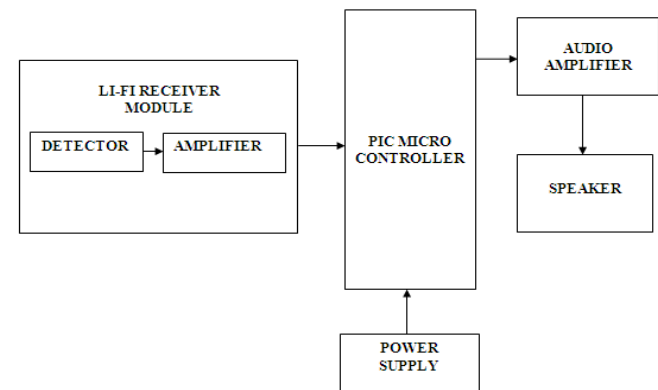 LI-FI RECEIVER
MODULE
DETECTOR
AMPLIFIER
PIC MICRO
CONTROLLER
AUDIO
AMPLIFIER
SPEAKER
POWER
SUPPLY